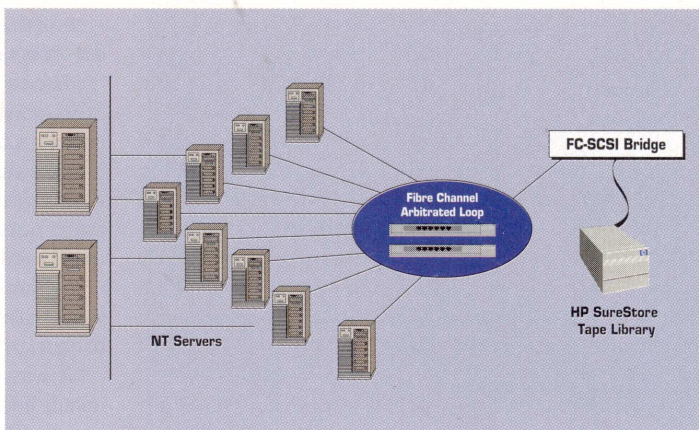 Fibre Channel
Arbitrated Loop
FC-SCSI Bridge
NT Servers
HP SureStore
Tape Library